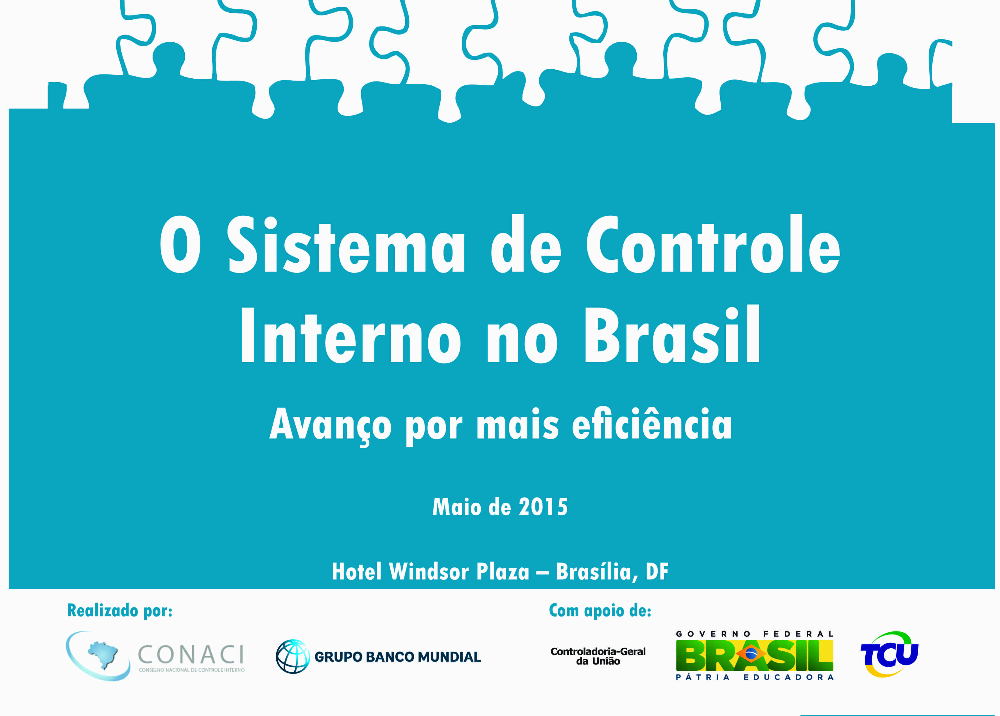 O Sistema de Controle
Interno no Brasil
Avanço por mais eficiência
Maio de 2015
Hotel Windsor Plaza – Brasília, DF
Realizado por:
Com apoio de:
CONACI
CONSELHO NACIONAL DE CONTROLE INTERNO
GRUPO BANCO MUNDIAL
Controladoria-Geral
da União
GOVERNO FEDERAL
BRASIL
PÁTRIA EDUCADORA
TCU